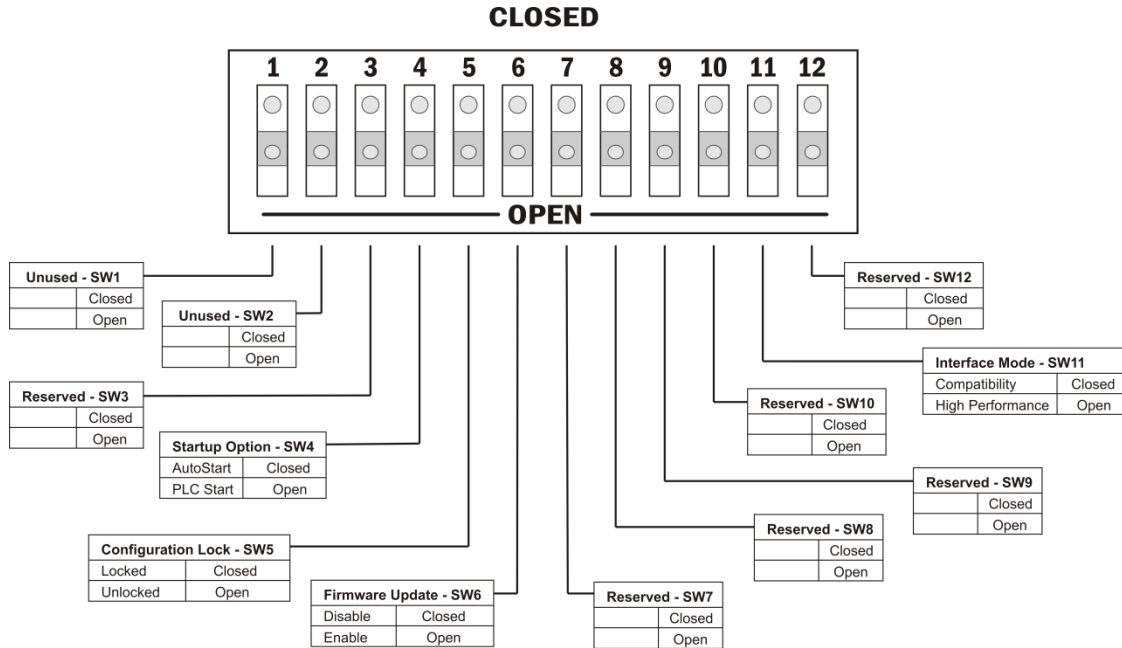 CLOSED
1 2 3 4 5 6 7 8 9 10 11 12
OPEN
Unused - SW1
Closed
Open
Unused - SW2
Closed
Open
Reserved - SW3
Closed
Open
Startup Option - SW4
AutoStart Closed
PLC Start Open
Configuration Lock - SW5
Locked Closed
Unlocked Open
Firmware Update - SW6
Disable Closed
Enable Open
Reserved - SW7
Closed
Open
Reserved - SW8
Closed
Open
Reserved - SW9
Closed
Open
Reserved - SW10
Closed
Open
Interface Mode - SW11
Compatibility Closed
High Performance Open
Reserved - SW12
Closed
Open